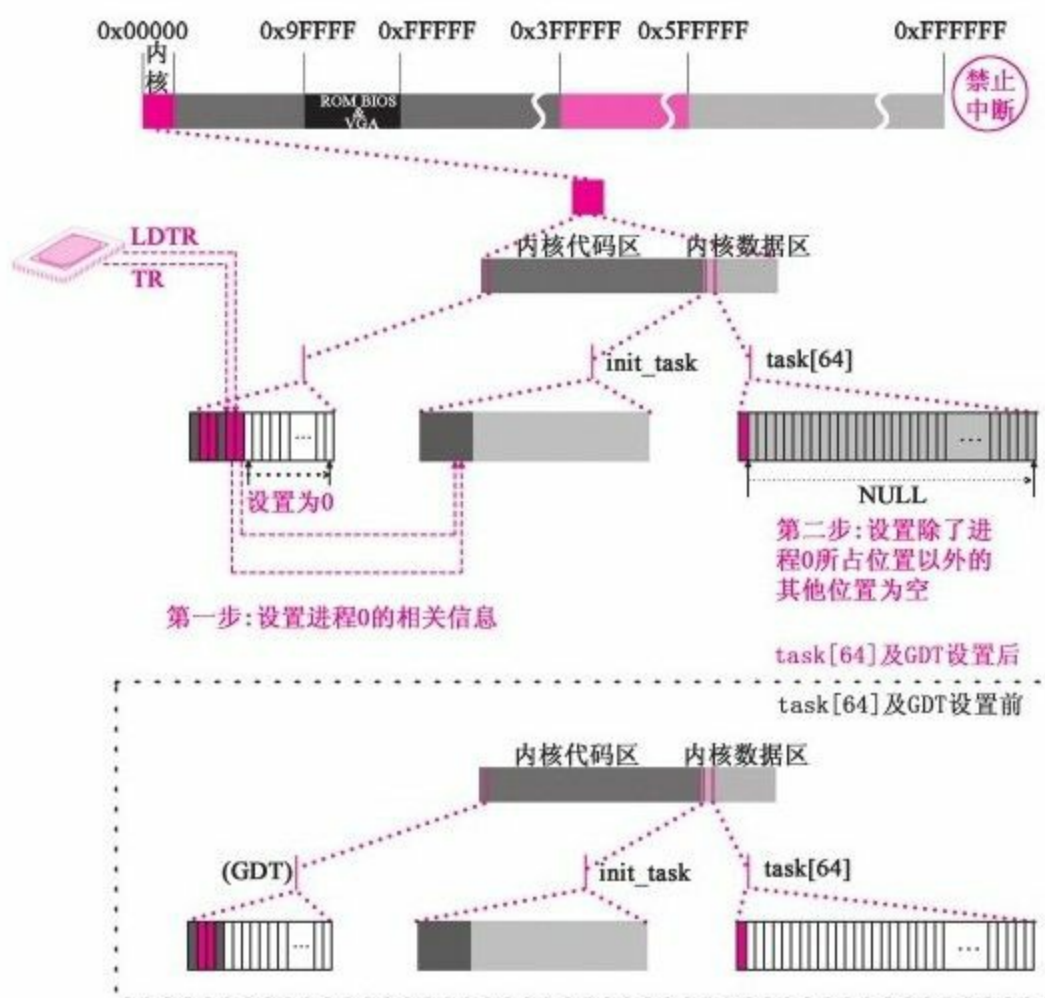 0x00000 0x9FFFF 0xFFFFF 0x3FFFFF 0x5FFFFF 0xFFFFFF
内
核
ROM BIOS
&
VGA
禁止
中断
LDTR
TR
内核代码区 内核数据区
init_task
task[64]
...
...
设置为0
NULL
第二步:设置除了进
程0所占位置以外的
其他位置为空
第一步:设置进程0的相关信息
task[64]及GDT设置后
task[64]及GDT设置前
内核代码区 内核数据区
(GDT)
init_task
task[64]
...
...